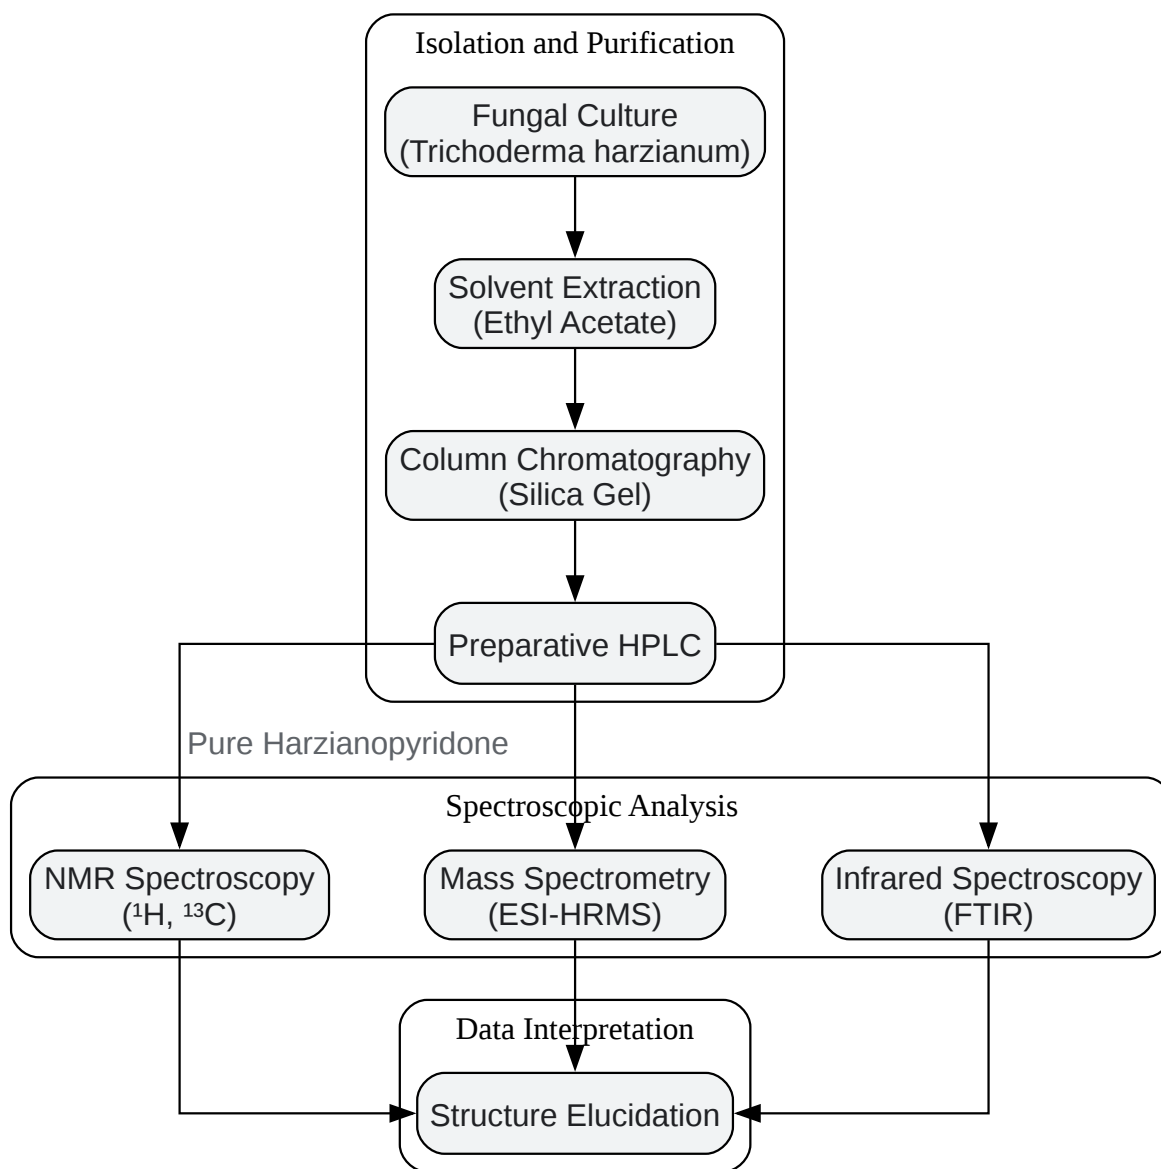 Isolation and Purification
Fungal Culture
(Trichoderma harzianum)
Solvent Extraction
(Ethyl Acetate)
Column Chromatography
(Silica Gel)
Preparative HPLC
Pure Harzianopyridone
Spectroscopic Analysis
NMR Spectroscopy
(¹H, ¹³C)
Mass Spectrometry
(ESI-HRMS)
Infrared Spectroscopy
(FTIR)
Data Interpretation
Structure Elucidation